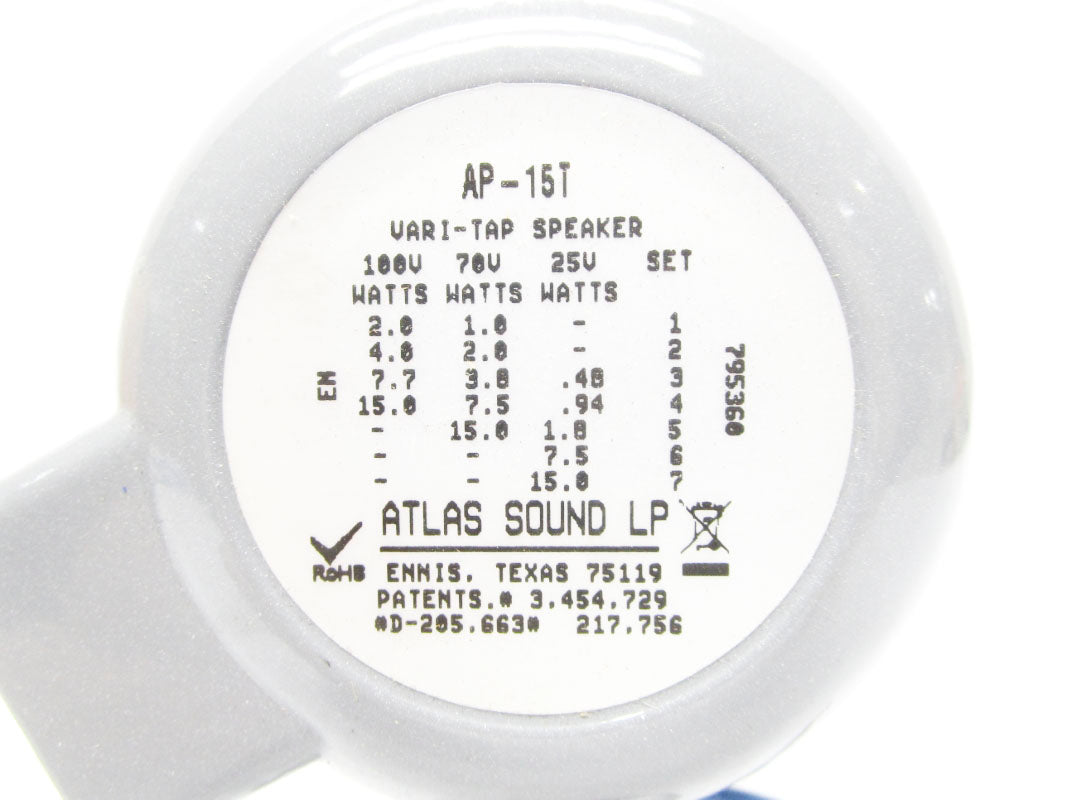 AP-15T
VARI-TAP SPEAKER
100V 70V 25V SET
WATTS WATTS WATTS
2.0 1.0 - 1
4.0 2.0 - 2
7.7 3.8 .48 3
15.0 7.5 .94 4
- 15.0 1.8 5
- - 7.5 6
- - 15.0 7
EN
795360
ATLAS SOUND LP
RoHS
ENNIS, TEXAS 75119
PATENTS.# 3,454,729
#D-205,663# 217,756